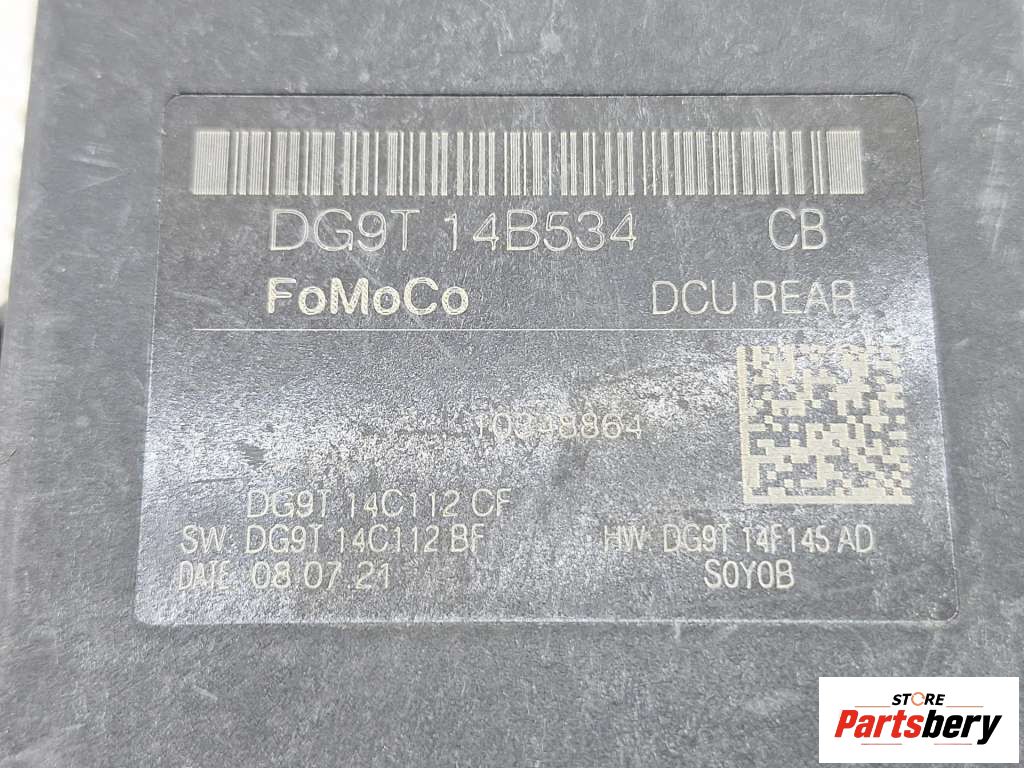 DG9T 14B534 CB
FoMoCo DCU REAR
10348864
DG9T 14C112 CF
SW: DG9T 14C112 BF HW: DG9T 14F145 AD
DATE: 08.07.21 S0Y0B
STORE
Partsbery